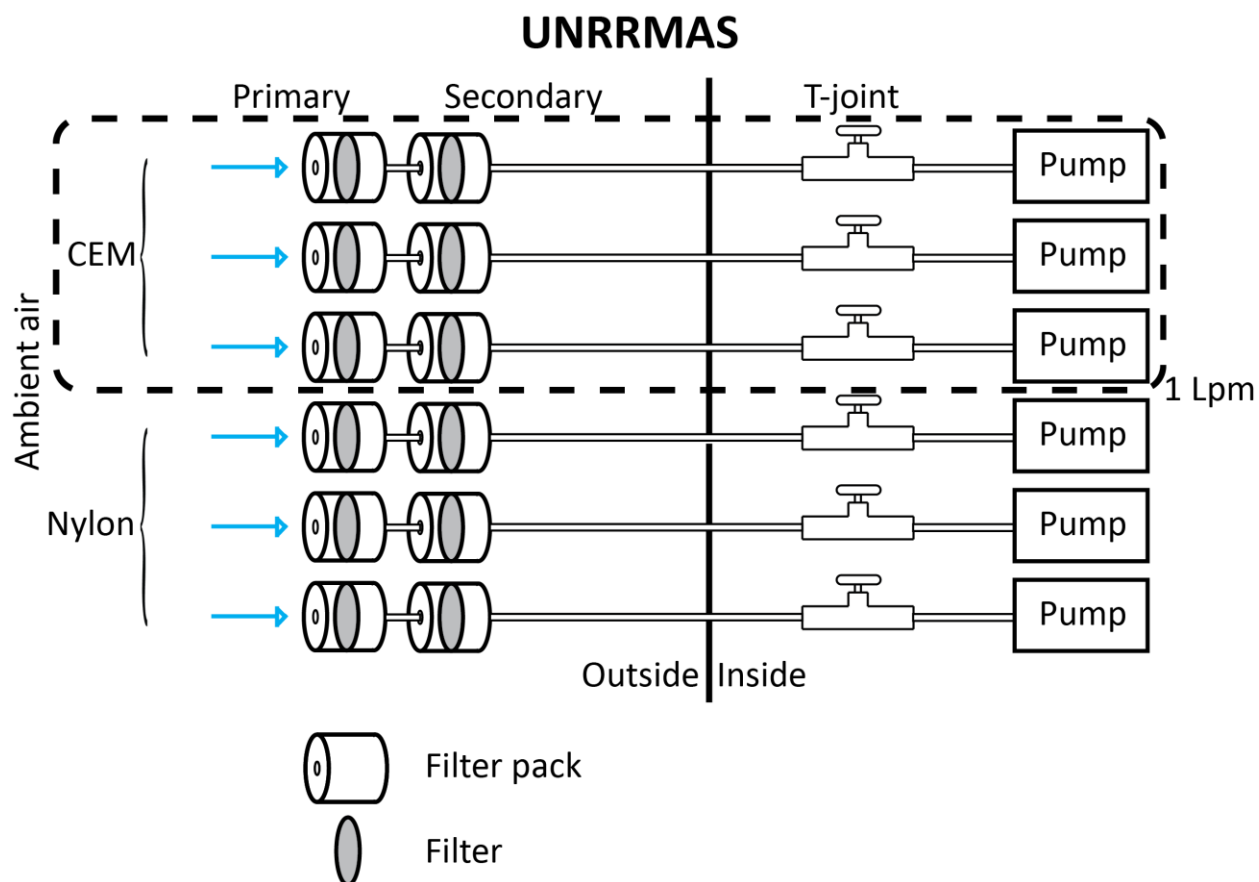 UNRRMAS
Primary
Secondary
T-joint
Pump
Pump
CEM
Pump
Ambient air
1 Lpm
Pump
Nylon
Pump
Pump
Outside
Inside
Filter pack
Filter